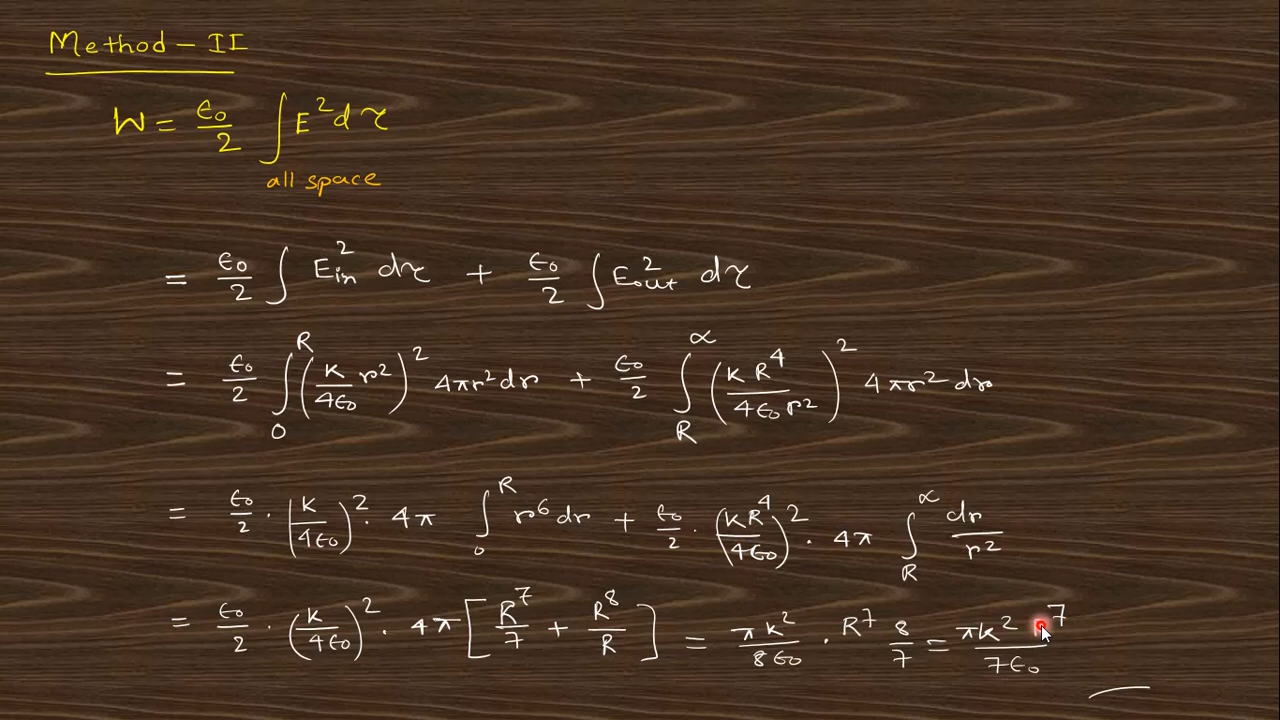 Method - II
W = ε₀/2 ∫ E² dτ
all space
= ε₀/2 ∫ E²in dτ + ε₀/2 ∫ E²out dτ
= ε₀/2 ∫₀ᴿ (k/4ε₀ r²)² 4πr² dr + ε₀/2 ∫_R^∝ (kR⁴/4ε₀r²)² 4πr² dr
= ε₀/2 · (k/4ε₀)² · 4π ∫₀ᴿ r⁶ dr + ε₀/2 · (kR⁴/4ε₀)² · 4π ∫_R^∝ dr/r²
= ε₀/2 · (k/4ε₀)² · 4π [R⁷/7 + R⁸/R] = πk²/8ε₀ · R⁷ 8/7 = πk² R⁷/7ε₀